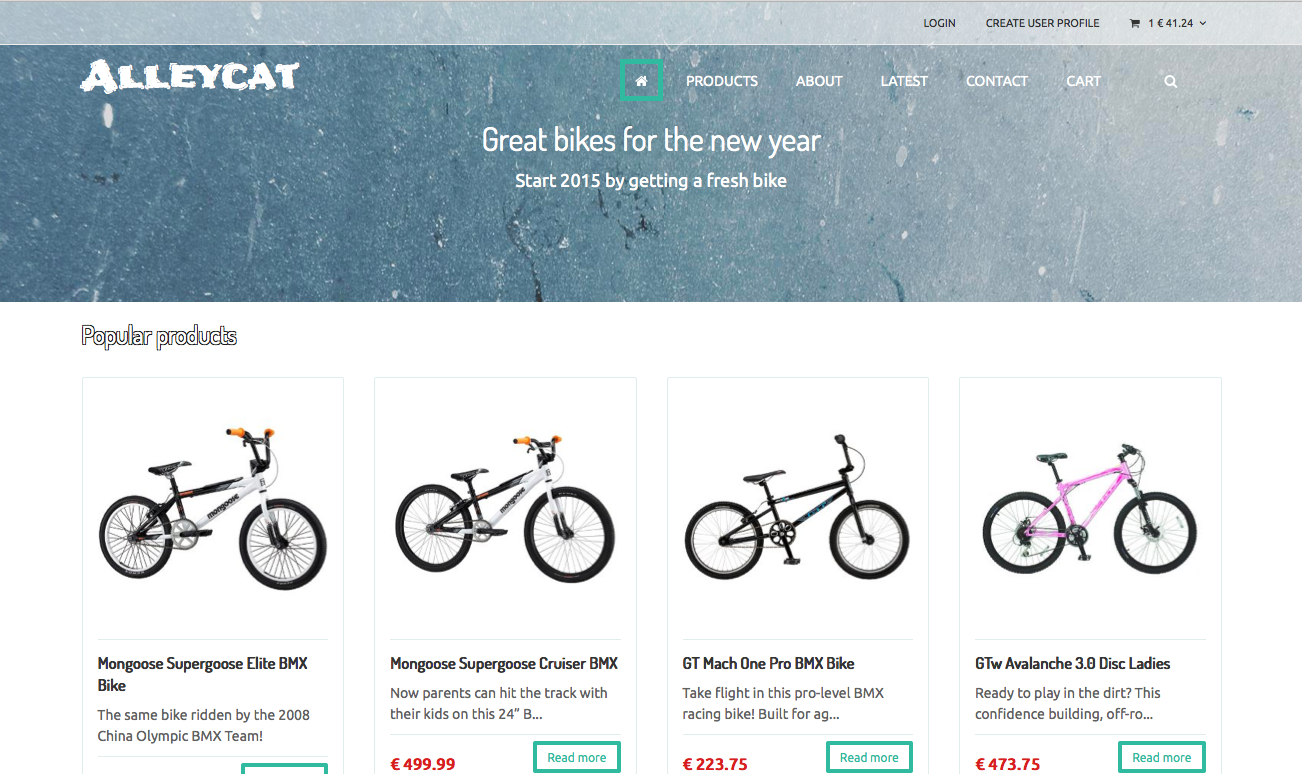 LOGIN CREATE USER PROFILE 1 € 41.24
ALLEYCAT
PRODUCTS ABOUT LATEST CONTACT CART
Great bikes for the new year
Start 2015 by getting a fresh bike
Popular products
mongoose
mongoose
Mongoose Supergoose Elite BMX
Bike
The same bike ridden by the 2008
China Olympic BMX Team!
Mongoose Supergoose Cruiser BMX
Now parents can hit the track with
their kids on this 24” B...
€ 499.99 Read more
GT Mach One Pro BMX Bike
Take flight in this pro-level BMX
racing bike! Built for ag...
€ 223.75 Read more
GTw Avalanche 3.0 Disc Ladies
Ready to play in the dirt? This
confidence building, off-ro...
€ 473.75 Read more